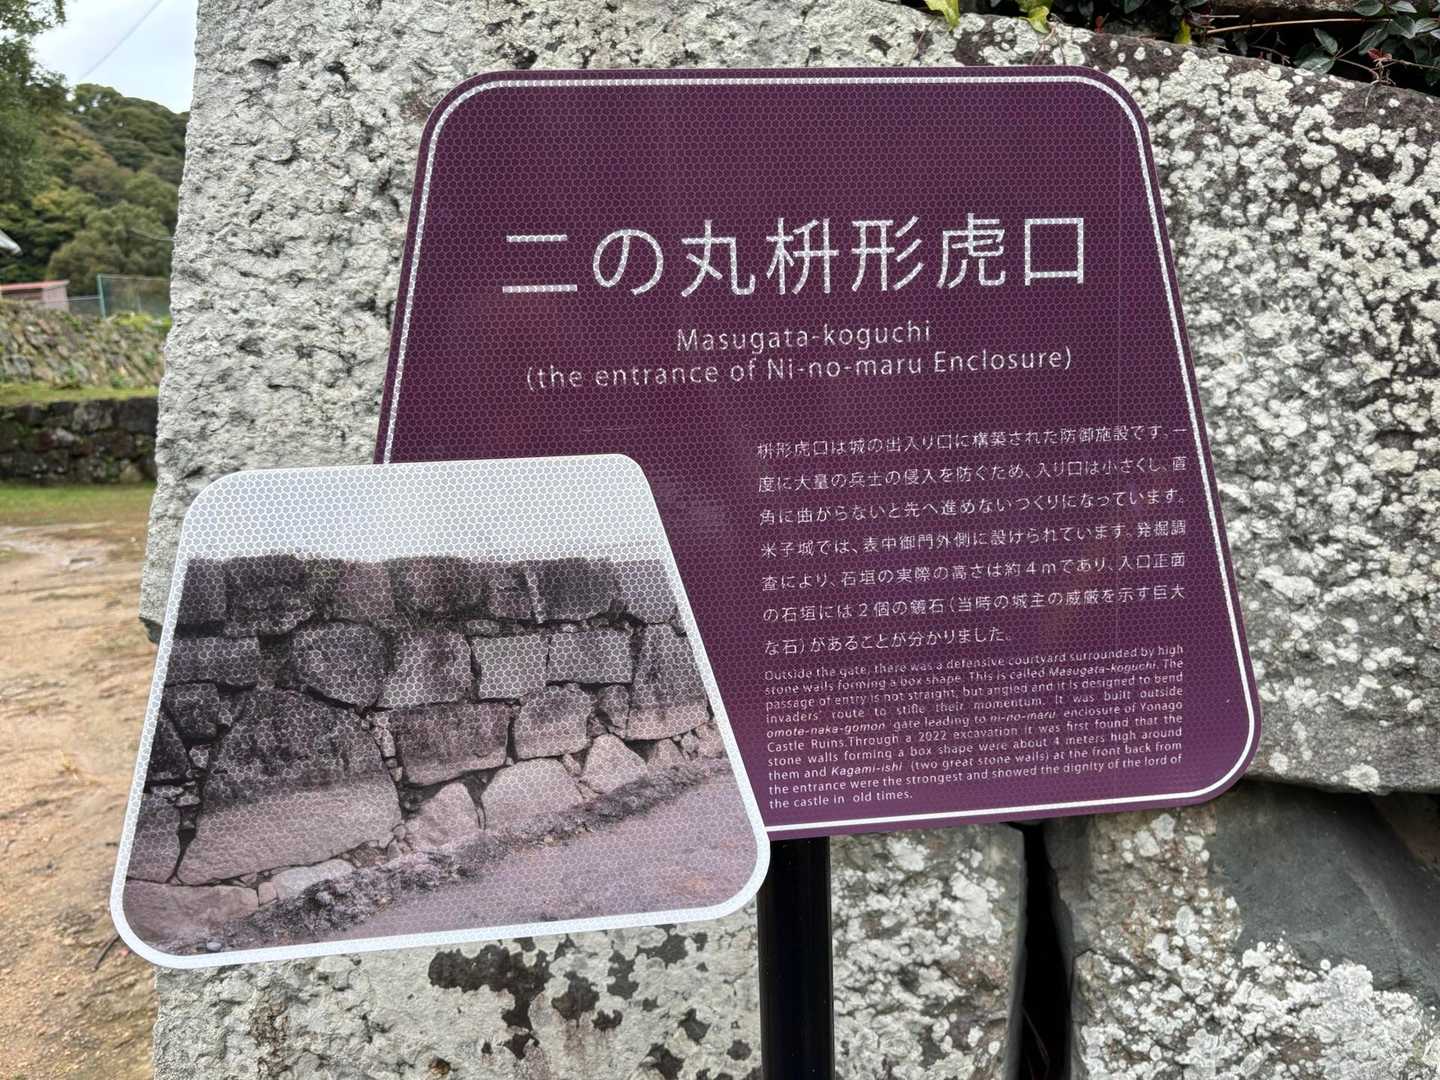 二の丸枡形虎口
Masugata-koguchi
(the entrance of Ni-no-maru Enclosure)
枡形虎口は城の出入り口に構築された防御施設です。一
度に大量の兵士の侵入を防ぐため、入り口は小さくし、直
角に曲がらないと先へ進めないつくりになっています。
米子城では、表中御門外側に設けられています。発掘調
査により、石垣の実際の高さは約４ｍであり、入口正面
の石垣には２個の鏡石（当時の城主の威厳を示す巨大
な石）があることが分かりました。
Outside the gate, there was a defensive courtyard surrounded by high
stone walls forming a box shape. This is called Masugata-koguchi. The
passage of entry is not straight, but angled and it is designed to bend
invaders' route to stifle their momentum. It was built outside
omote-naka-gomon gate leading to ni-no-maru enclosure of Yonago
Castle Ruins.Through a 2022 excavation it was first found that the
stone walls forming a box shape were about 4 meters high around
them and Kagami-ishi (two great stone walls) at the front back from
the entrance were the strongest and showed the dignity of the lord of
the castle in old times.